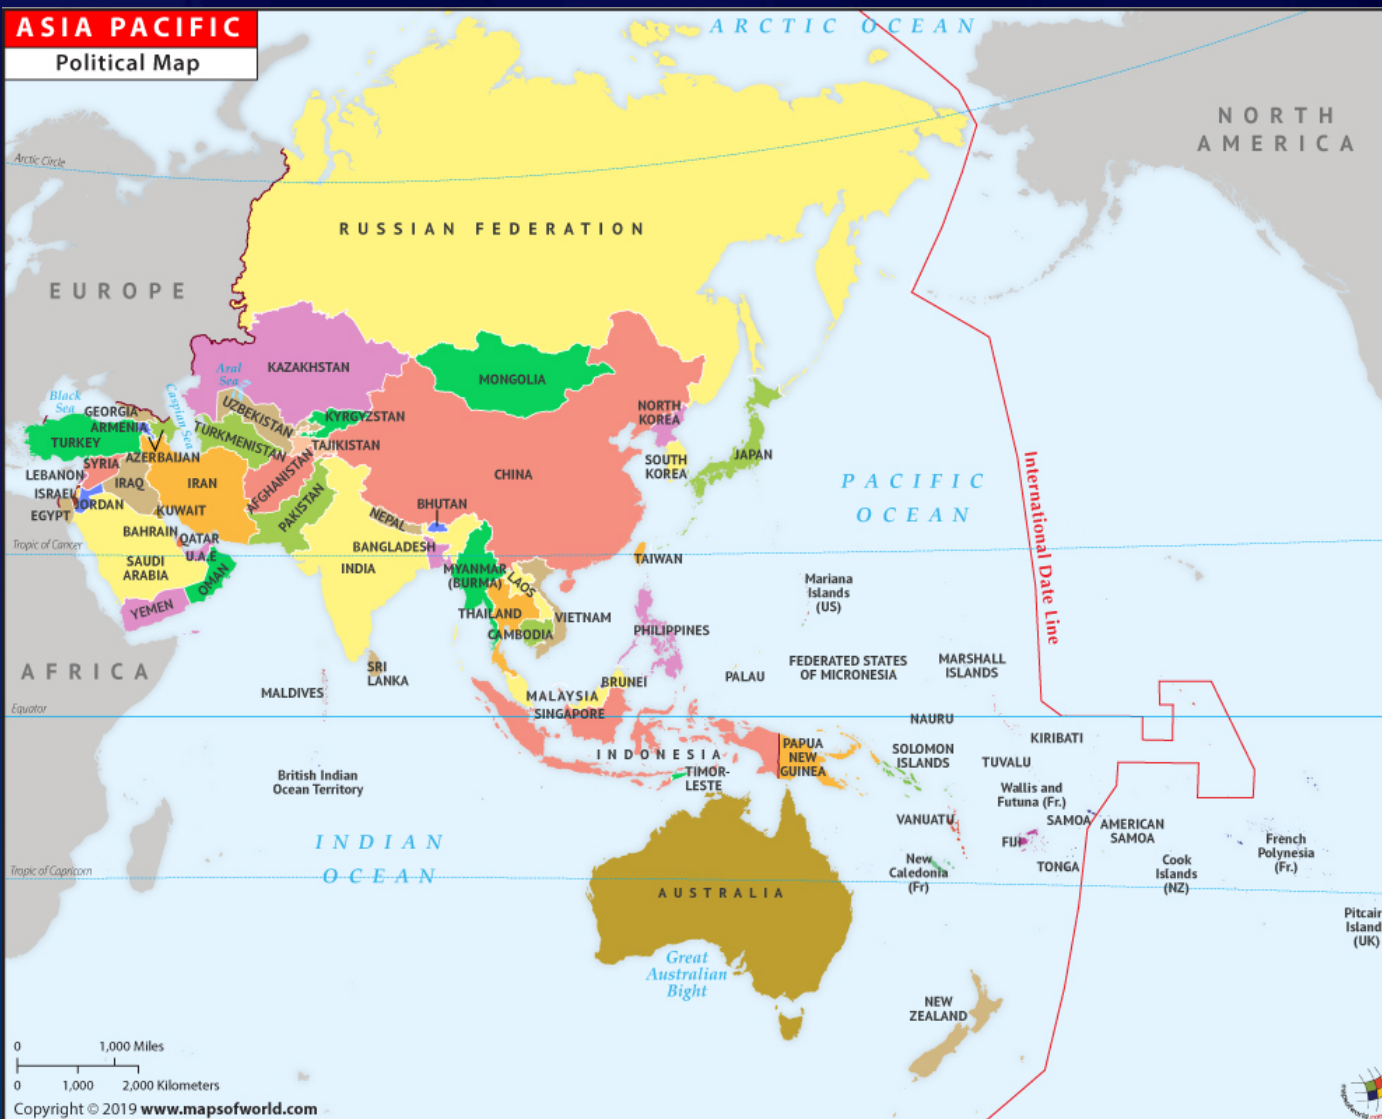 ASIA PACIFIC
Political Map
ARCTIC OCEAN
NORTH
AMERICA
Arctic Circle
RUSSIAN FEDERATION
EUROPE
KAZAKHSTAN
Aral
Sea
MONGOLIA
Black
Sea
Caspian Sea
GEORGIA
ARMENIA
UZBEKISTAN
KYRGYZSTAN
NORTH
KOREA
TURKEY
TURKMENISTAN
TAJIKISTAN
AZERBAIJAN
SYRIA
LEBANON
IRAQ
IRAN
AFGHANISTAN
CHINA
SOUTH
KOREA
JAPAN
PACIFIC
OCEAN
International Date Line
ISRAEL
JORDAN
EGYPT
KUWAIT
PAKISTAN
NEPAL
BHUTAN
BAHRAIN
QATAR
Tropic of Cancer
U.A.E
BANGLADESH
SAUDI
ARABIA
OMAN
INDIA
MYANMAR
(BURMA)
LAOS
TAIWAN
YEMEN
THAILAND
VIETNAM
CAMBODIA
PHILIPPINES
Mariana
Islands
(US)
AFRICA
SRI
LANKA
MALDIVES
MALAYSIA
BRUNEI
PALAU
FEDERATED STATES
OF MICRONESIA
MARSHALL
ISLANDS
Equator
SINGAPORE
NAURU
KIRIBATI
INDONESIA
PAPUA
NEW
GUINEA
SOLOMON
ISLANDS
TUVALU
British Indian
Ocean Territory
TIMOR-
LESTE
Wallis and
Futuna (Fr.)
VANUATU
SAMOA
AMERICAN
SAMOA
FIJI
INDIAN
OCEAN
TONGA
New
Caledonia
(Fr)
Cook
Islands
(NZ)
French
Polynesia
(Fr.)
Tropic of Capricorn
AUSTRALIA
Pitcair
Island
(UK)
Great
Australian
Bight
NEW
ZEALAND
0 1,000 Miles
0 1,000 2,000 Kilometers
Copyright © 2019 www.mapsofworld.com
mapsofworld.com